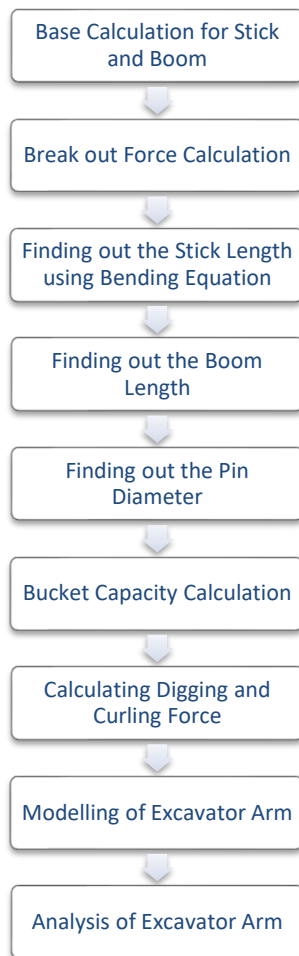 Base Calculation for Stick
and Boom
Break out Force Calculation
Finding out the Stick Length
using Bending Equation
Finding out the Boom
Length
Finding out the Pin
Diameter
Bucket Capacity Calculation
Calculating Digging and
Curling Force
Modelling of Excavator Arm
Analysis of Excavator Arm